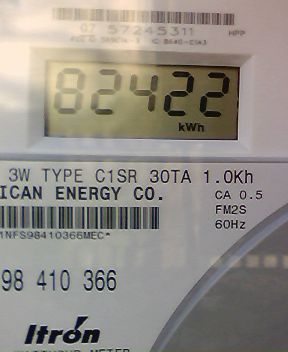 57245311
82422
kWh
3W TYPE C1SR 30TA 1.0Kh
ICAN ENERGY CO.
CA 0.5
FM2S
60Hz
1NFS98410366MEC*
98 410 366
Itrón